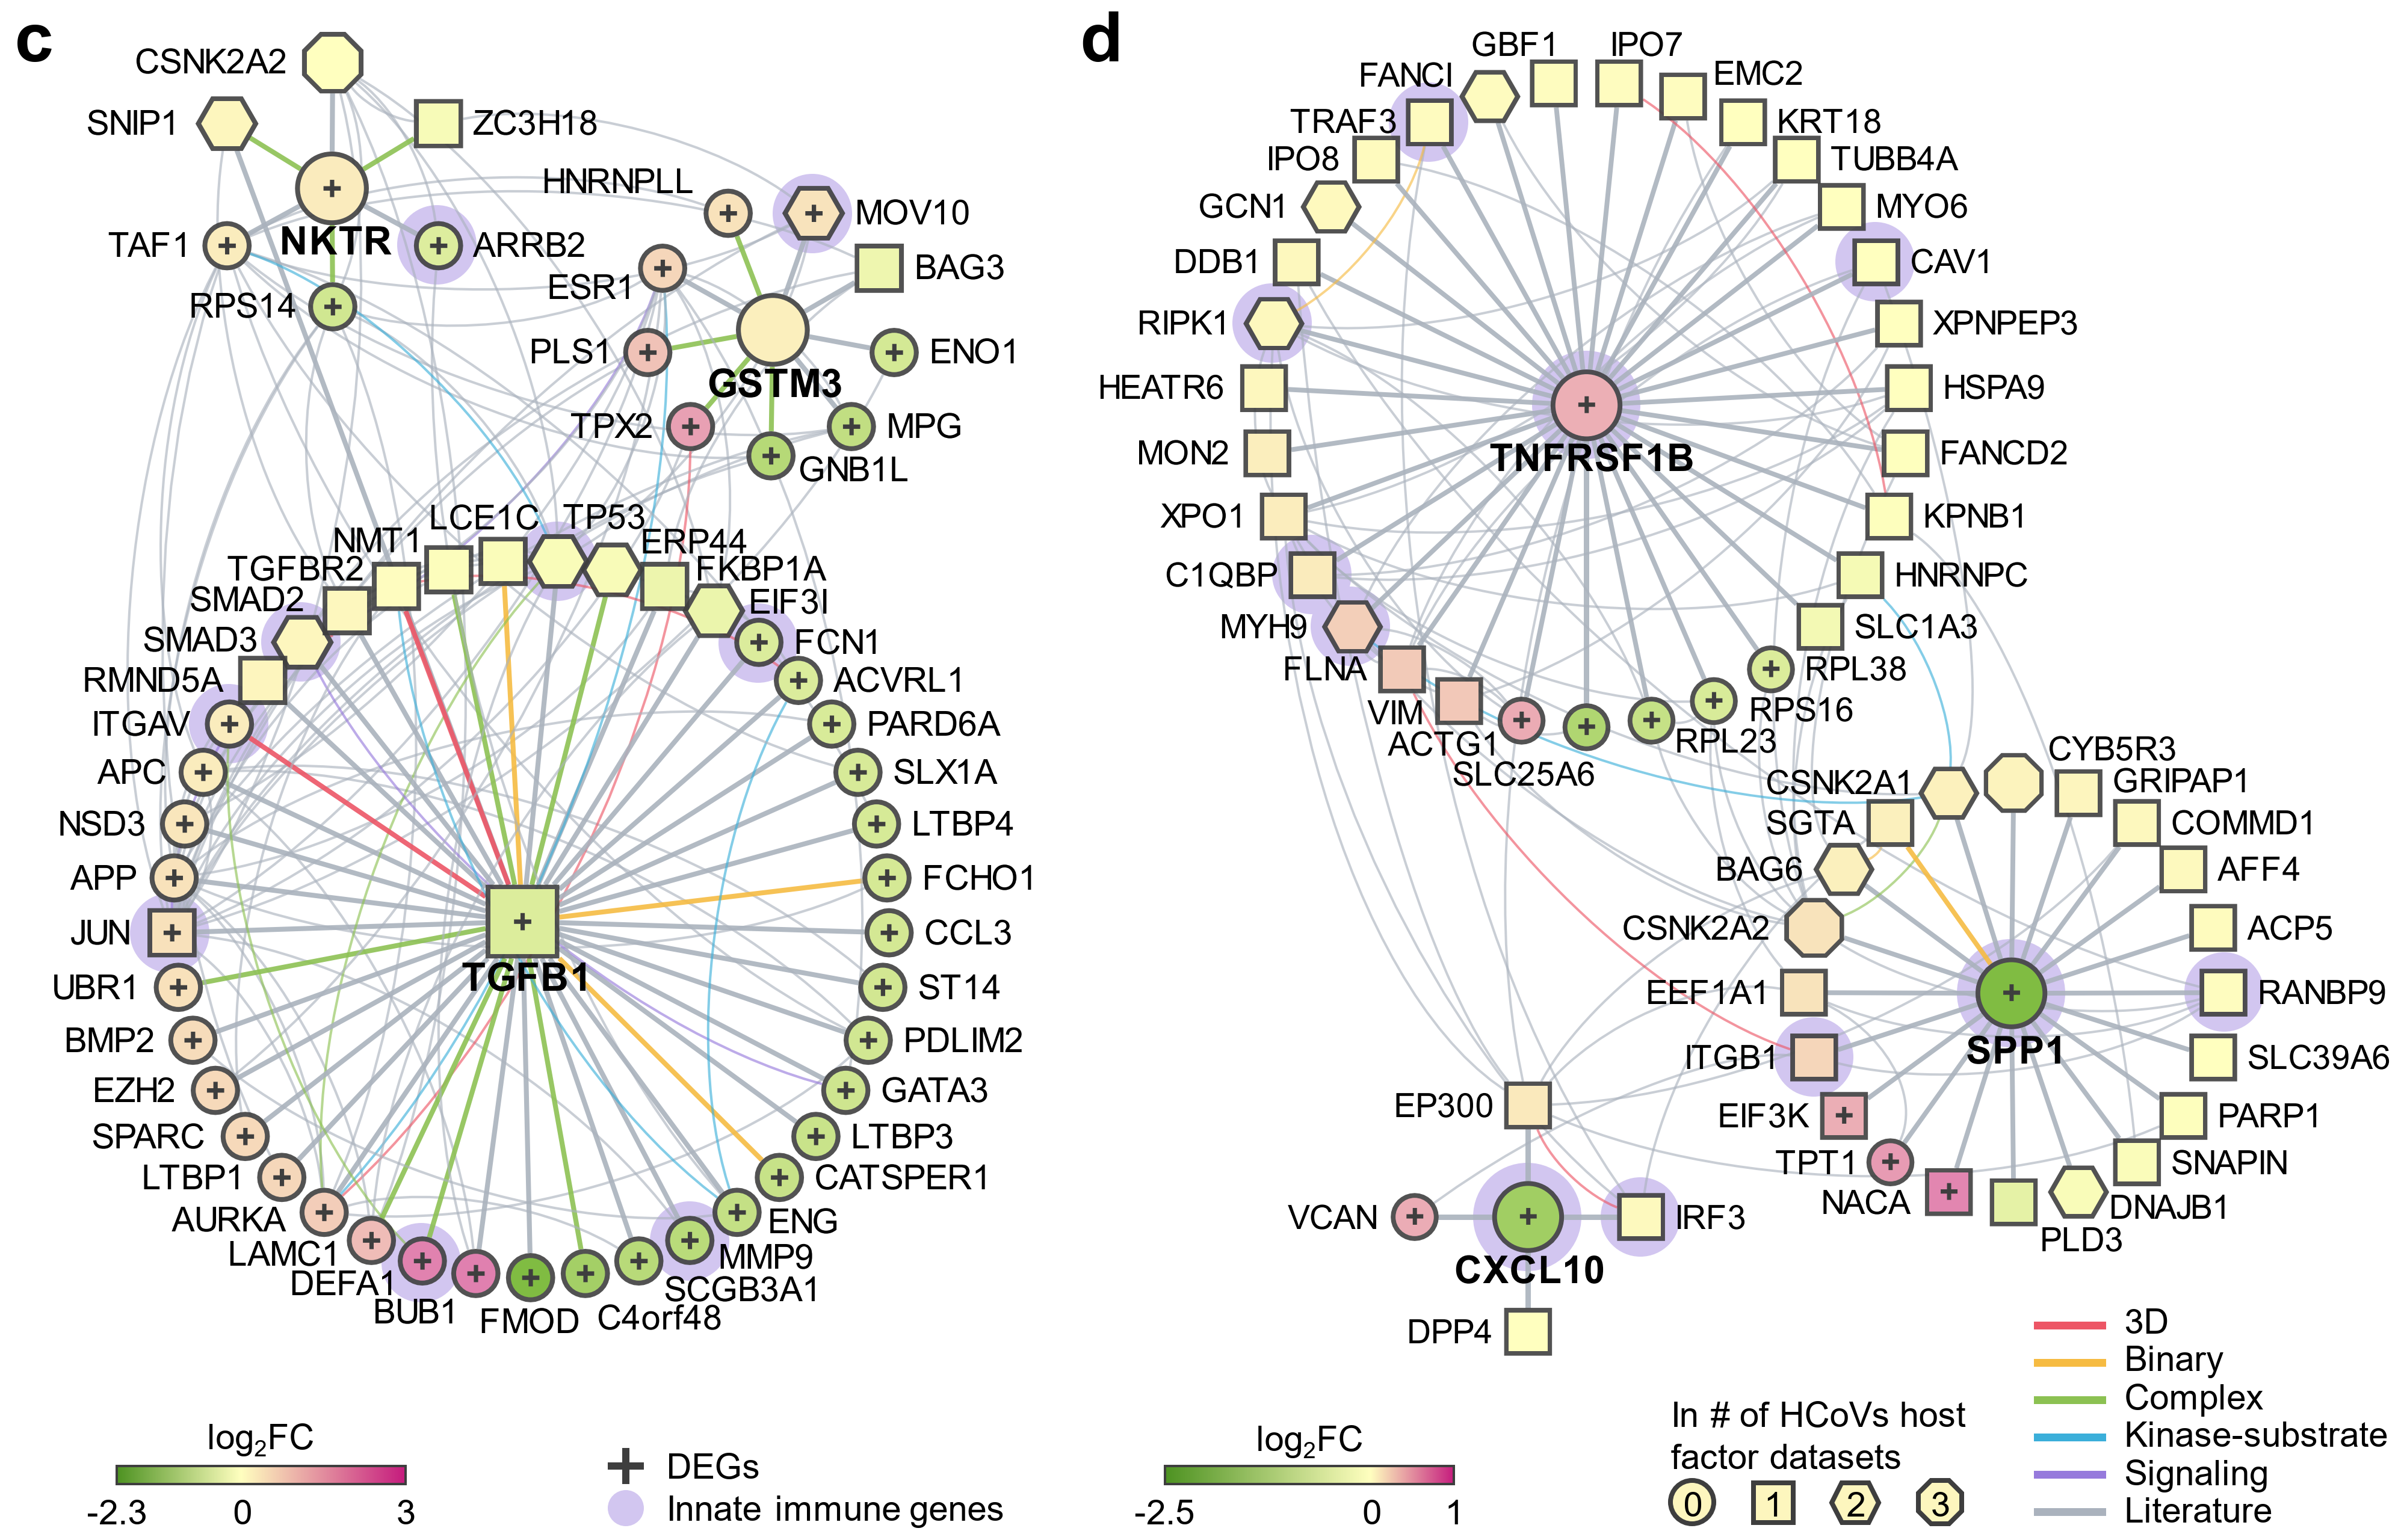 c
CSNK2A2
SNIP1
ZC3H18
NKTR
TAF1
ARRB2
RPS14
HNRNPLL
MOV10
BAG3
ESR1
PLS1
ENO1
GSTM3
TPX2
MPG
GNB1L
LCE1C
TP53
NMT1
ERP44
TGFBR2
FKBP1A
SMAD2
EIF3I
SMAD3
FCN1
RMND5A
ACVRL1
ITGAV
PARD6A
APC
SLX1A
NSD3
LTBP4
APP
FCHO1
JUN
CCL3
TGFB1
UBR1
ST14
BMP2
PDLIM2
EZH2
GATA3
SPARC
LTBP3
LTBP1
CATSPER1
AURKA
ENG
LAMC1
MMP9
DEFA1
SCGB3A1
BUB1
FMOD
C4orf48
log2FC
-2.3 0 3
DEGs
Innate immune genes
d
GBF1
IPO7
FANCI
EMC2
TRAF3
KRT18
IPO8
TUBB4A
GCN1
MYO6
DDB1
CAV1
RIPK1
XPNPEP3
HEATR6
HSPA9
MON2
TNFRSF1B
FANCD2
XPO1
KPNB1
C1QBP
HNRNPC
MYH9
SLC1A3
FLNA
RPL38
VIM
RPS16
ACTG1
RPL23
SLC25A6
CYB5R3
CSNK2A1
GRIPAP1
SGTA
COMMD1
BAG6
AFF4
CSNK2A2
ACP5
EEF1A1
RANBP9
ITGB1
SPP1
SLC39A6
EIF3K
PARP1
TPT1
SNAPIN
NACA
DNAJB1
PLD3
EP300
VCAN
IRF3
CXCL10
DPP4
log2FC
-2.5 0 1
In # of HCoVs host
factor datasets
0 1 2 3
3D
Binary
Complex
Kinase-substrate
Signaling
Literature